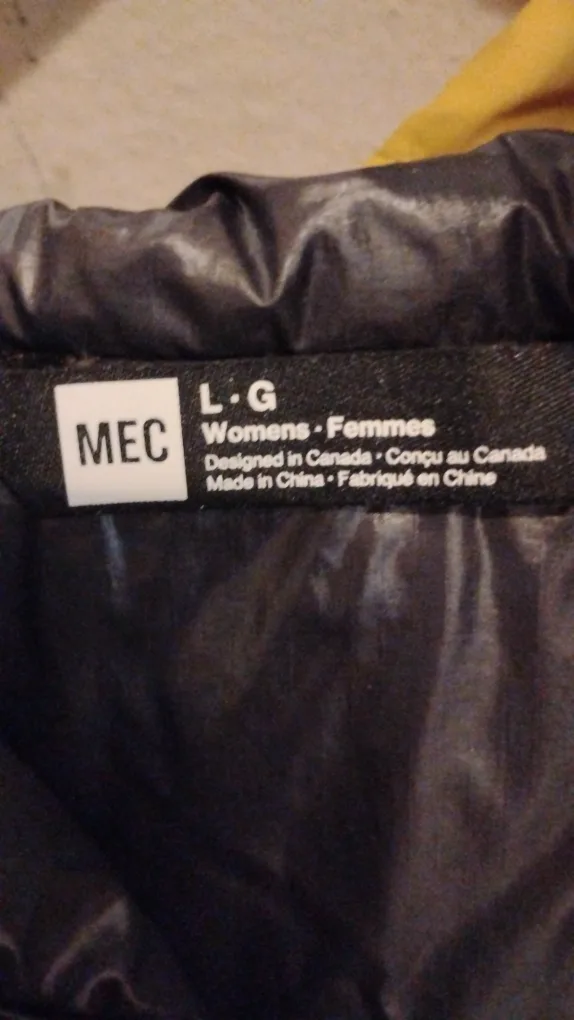 MEC
L · G
Womens · Femmes
Designed in Canada · Conçu au Canada
Made in China · Fabriqué en Chine